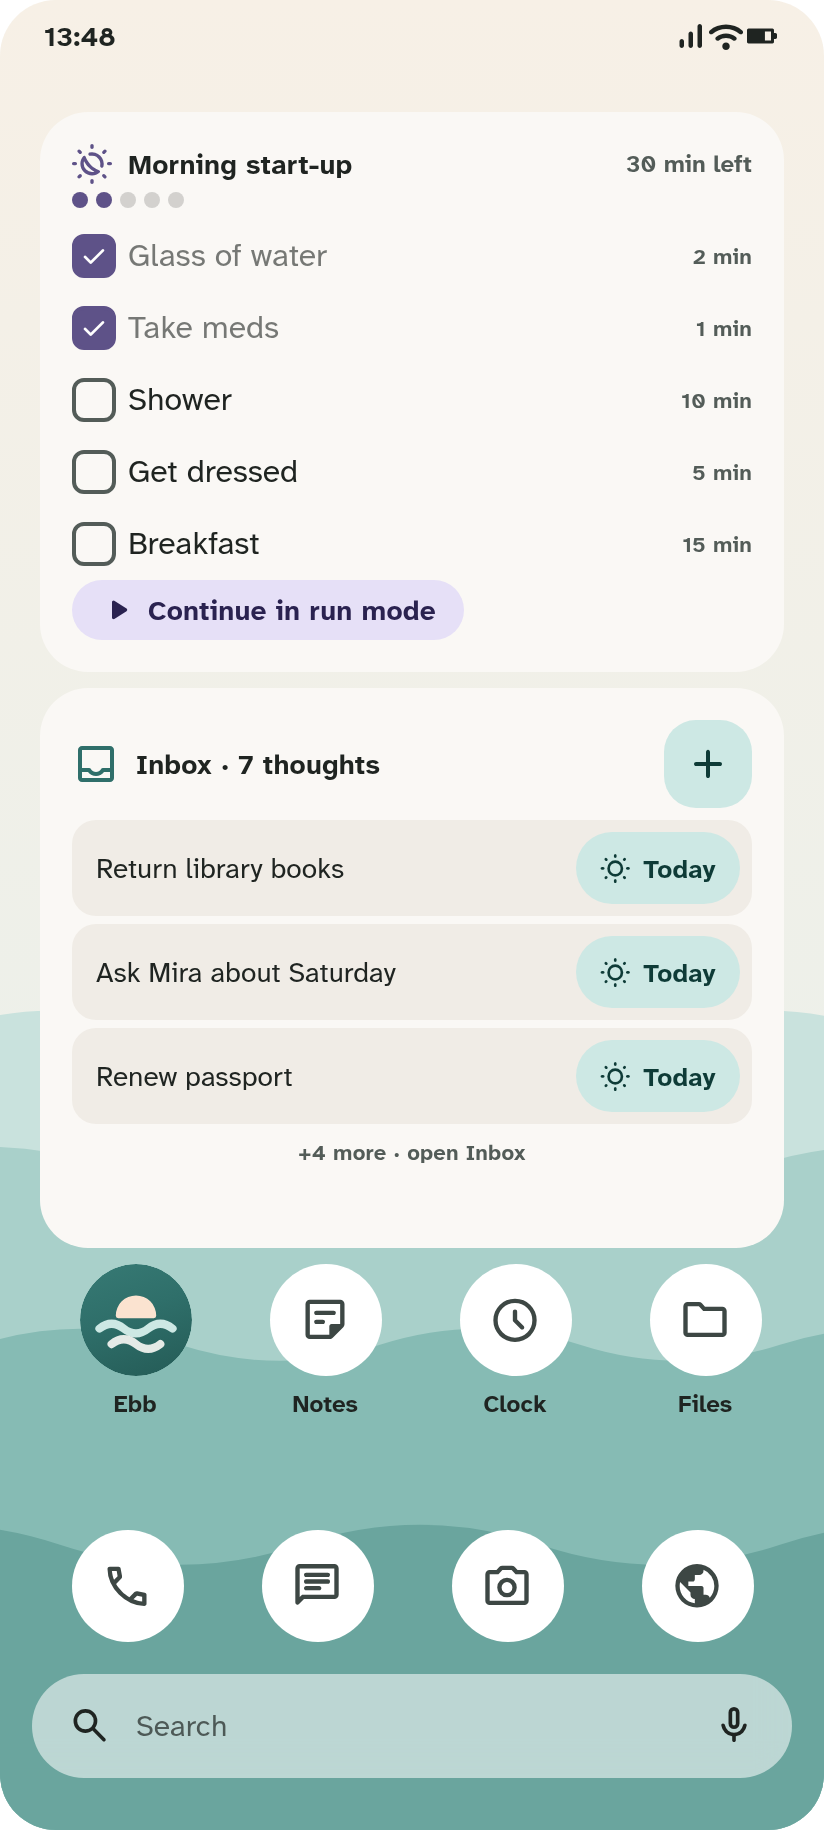 13:48
Morning start-up
30 min left
Glass of water
2 min
Take meds
1 min
Shower
10 min
Get dressed
5 min
Breakfast
15 min
Continue in run mode
Inbox · 7 thoughts
Return library books
Today
Ask Mira about Saturday
Today
Renew passport
Today
+4 more · open Inbox
Ebb
Notes
Clock
Files
Search